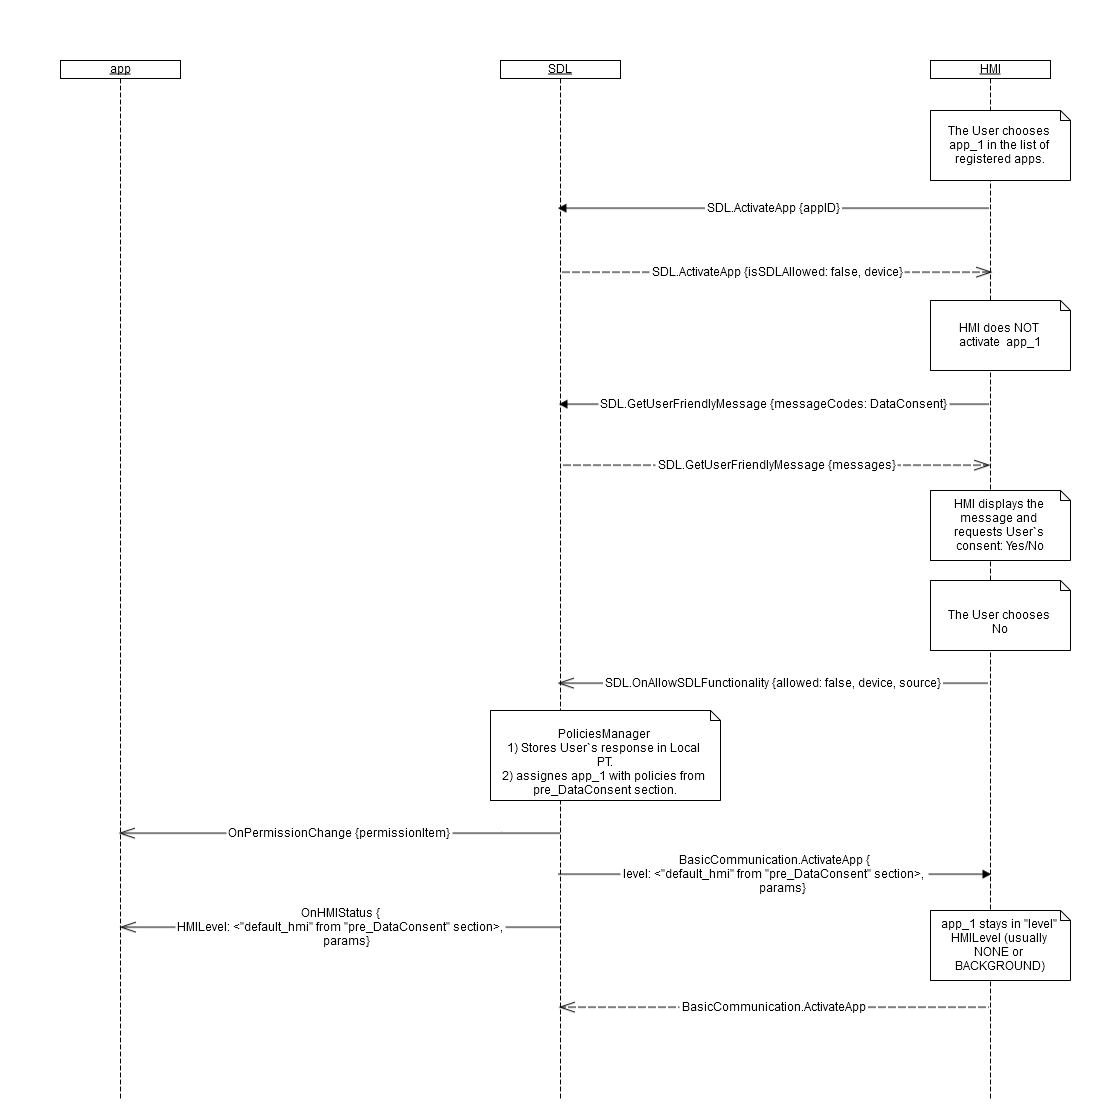 app
SDL
HMI
The User chooses
app_1 in the list of
registered apps.
SDL.ActivateApp {appID}
SDL.ActivateApp {isSDLAllowed: false, device}
HMI does NOT
activate  app_1
SDL.GetUserFriendlyMessage {messageCodes: DataConsent}
SDL.GetUserFriendlyMessage {messages}
HMI displays the
message and
requests User`s
consent: Yes/No
The User chooses
No
SDL.OnAllowSDLFunctionality {allowed: false, device, source}
PoliciesManager
1) Stores User`s response in Local
PT.
2) assignes app_1 with policies from
pre_DataConsent section.
OnPermissionChange {permissionItem}
BasicCommunication.ActivateApp {
level: <"default_hmi" from "pre_DataConsent" section>,
params}
OnHMIStatus {
HMILevel: <"default_hmi" from "pre_DataConsent" section>,
params}
app_1 stays in "level"
HMILevel (usually
NONE or
BACKGROUND)
BasicCommunication.ActivateApp